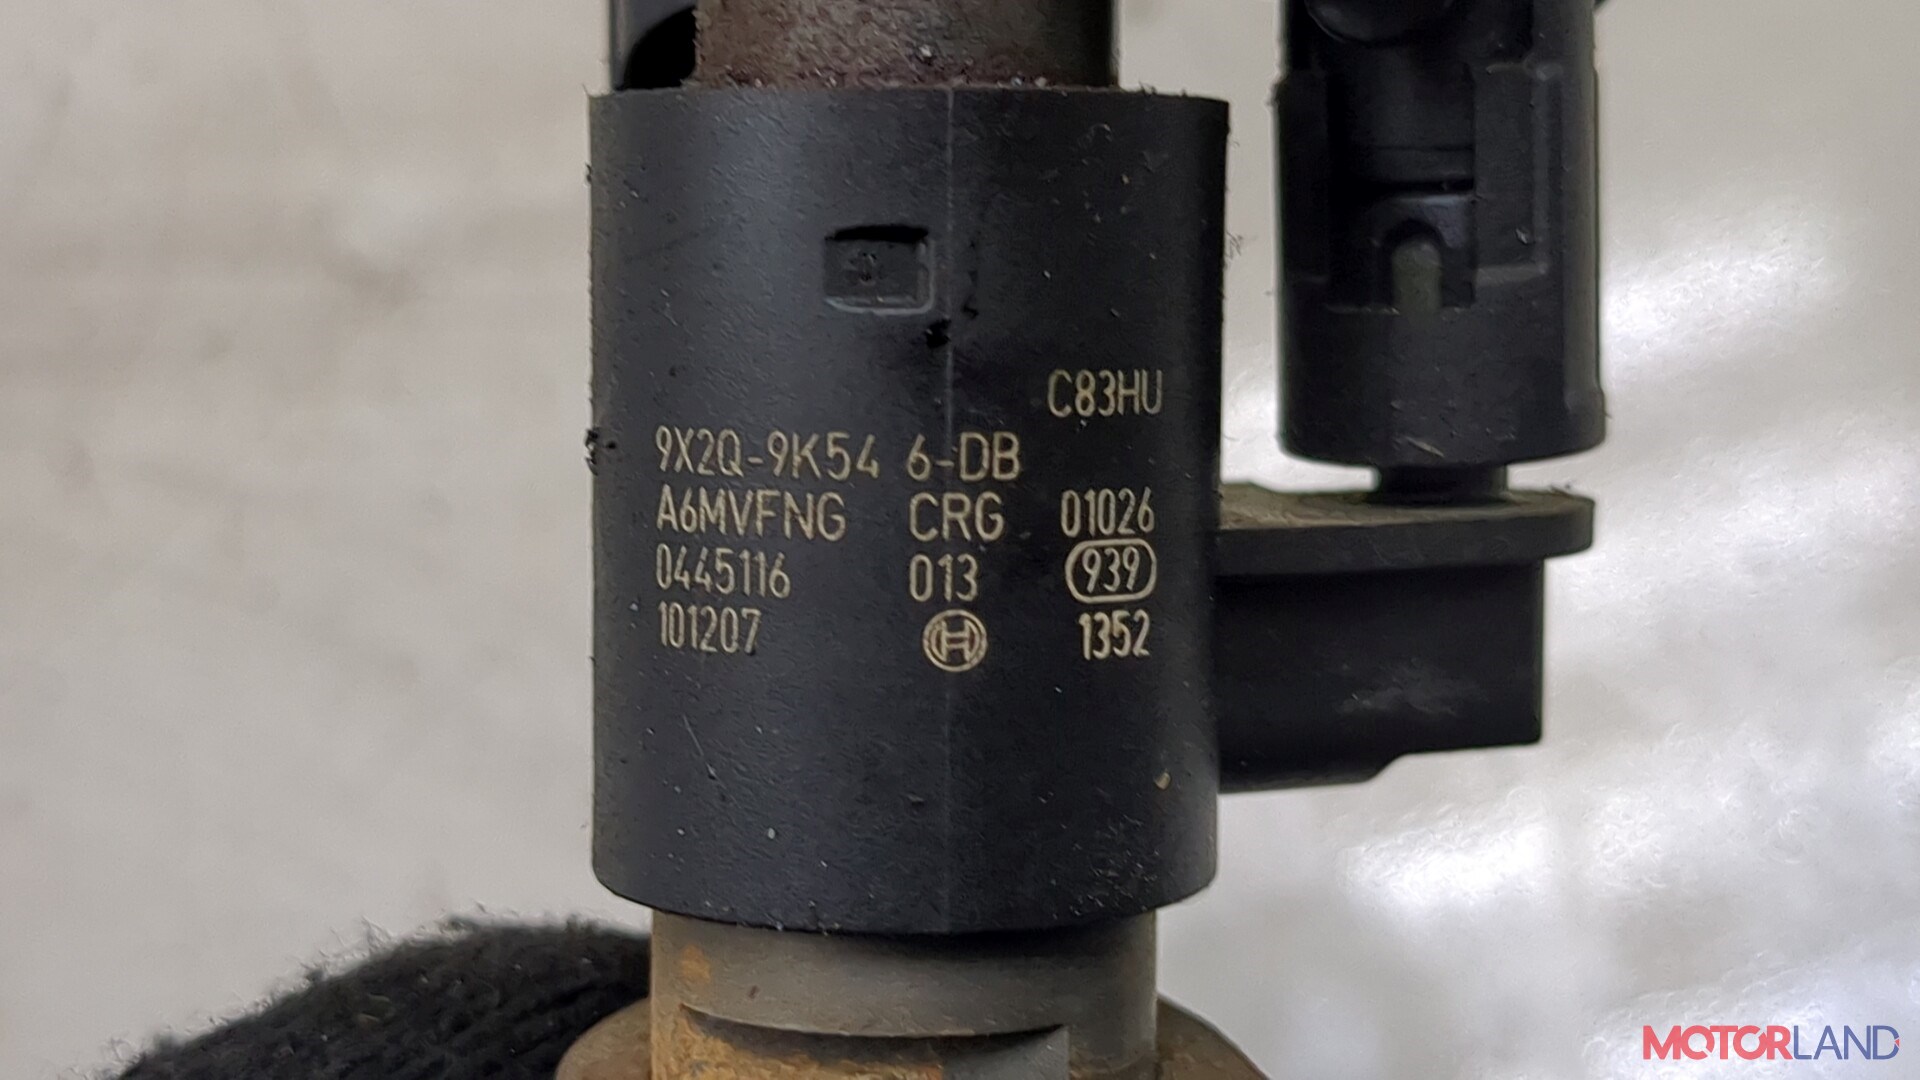 C83HU
9X2Q-9K54 6-DB
A6MVFNG CRG 01026
0445116 013 939
101207 1352
MOTORLAND